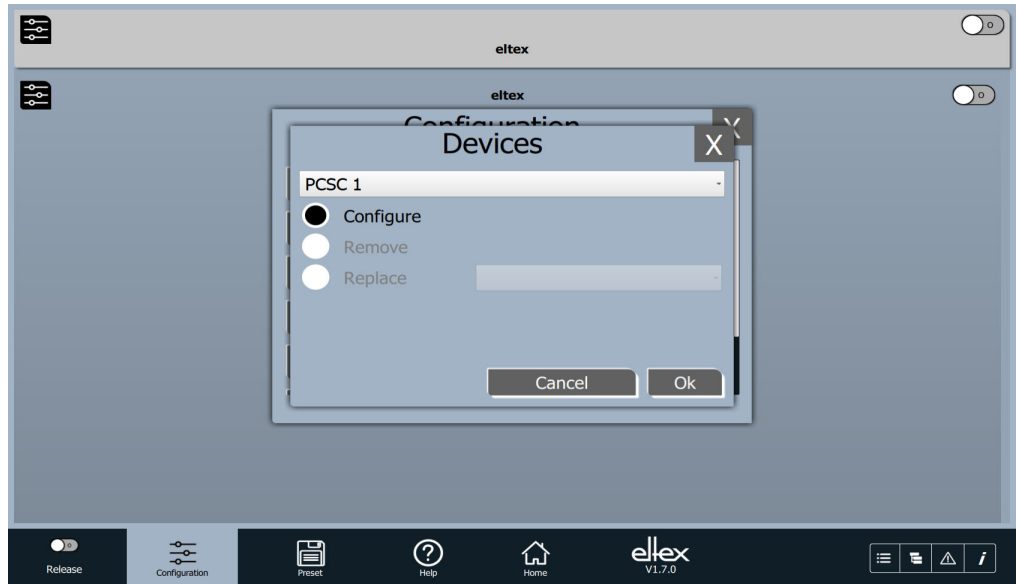 eltex
eltex
Configuration
X
Devices
X
PCSC 1
Configure
Remove
Replace
Cancel
Ok
Release
Configuration
Preset
Help
Home
eltex
V1.7.0
i